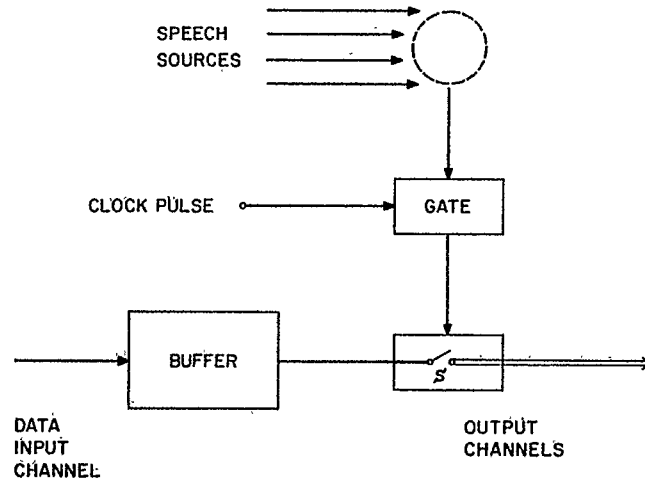 SPEECH
SOURCES
CLOCK PULSE
GATE
BUFFER
S
DATA
INPUT
CHANNEL
OUTPUT
CHANNELS